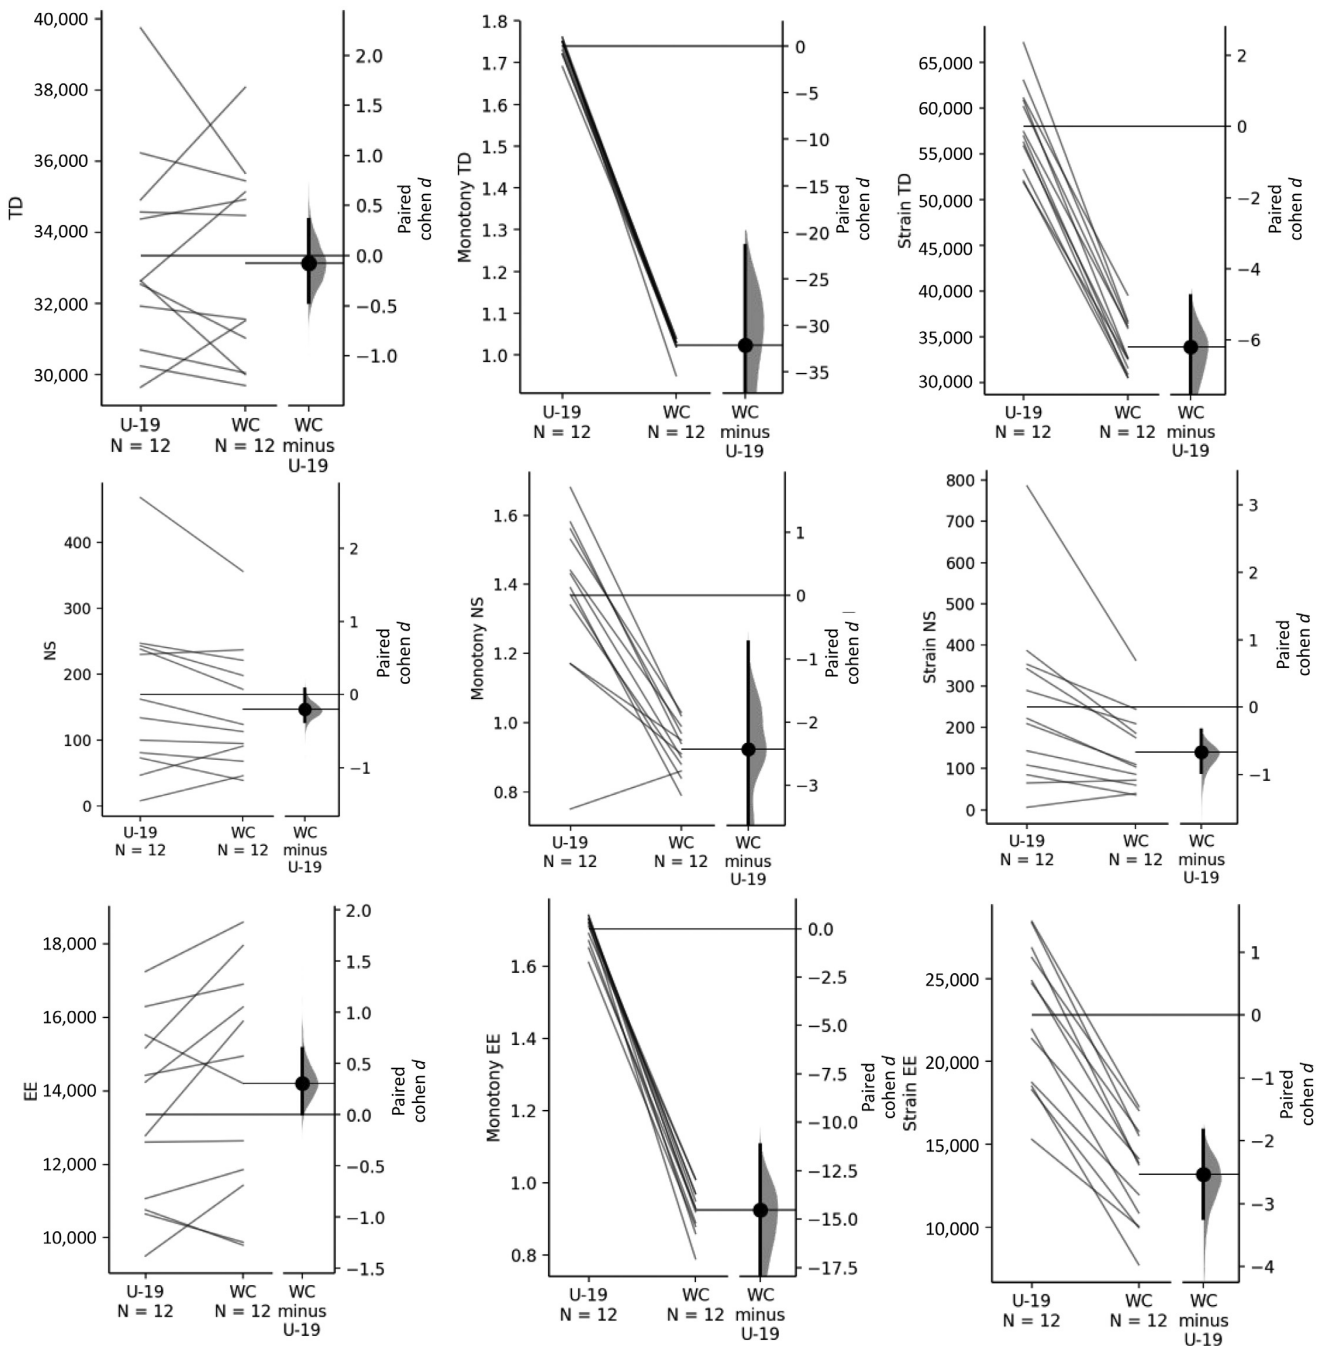 TD
40,000
38,000
36,000
34,000
32,000
30,000
2.0
1.5
1.0
0.5
0.0
−0.5
−1.0
Paired
cohen d
U-19
N = 12
WC
N = 12
WC
minus
U-19
Monotony TD
1.8
1.7
1.6
1.5
1.4
1.3
1.2
1.1
1.0
0
−5
−10
−15
−20
−25
−30
−35
Paired
cohen d
U-19
N = 12
WC
N = 12
WC
minus
U-19
Strain TD
65,000
60,000
55,000
50,000
45,000
40,000
35,000
30,000
2
0
−2
−4
−6
Paired
cohen d
U-19
N = 12
WC
N = 12
WC
minus
U-19
NS
400
300
200
100
0
2
1
0
−1
Paired
cohen d
U-19
N = 12
WC
N = 12
WC
minus
U-19
Monotony NS
1.6
1.4
1.2
1.0
0.8
1
0
−1
−2
−3
Paired
cohen d
U-19
N = 12
WC
N = 12
WC
minus
U-19
Strain NS
800
700
600
500
400
300
200
100
0
3
2
1
0
−1
Paired
cohen d
U-19
N = 12
WC
N = 12
WC
minus
U-19
EE
18,000
16,000
14,000
12,000
10,000
2.0
1.5
1.0
0.5
0.0
−0.5
−1.0
−1.5
Paired
cohen d
U-19
N = 12
WC
N = 12
WC
minus
U-19
Monotony EE
1.6
1.4
1.2
1.0
0.8
0.0
−2.5
−5.0
−7.5
−10.0
−12.5
−15.0
−17.5
Paired
cohen d
U-19
N = 12
WC
N = 12
WC
minus
U-19
Strain EE
25,000
20,000
15,000
10,000
1
0
−1
−2
−3
−4
Paired
cohen d
U-19
N = 12
WC
N = 12
WC
minus
U-19